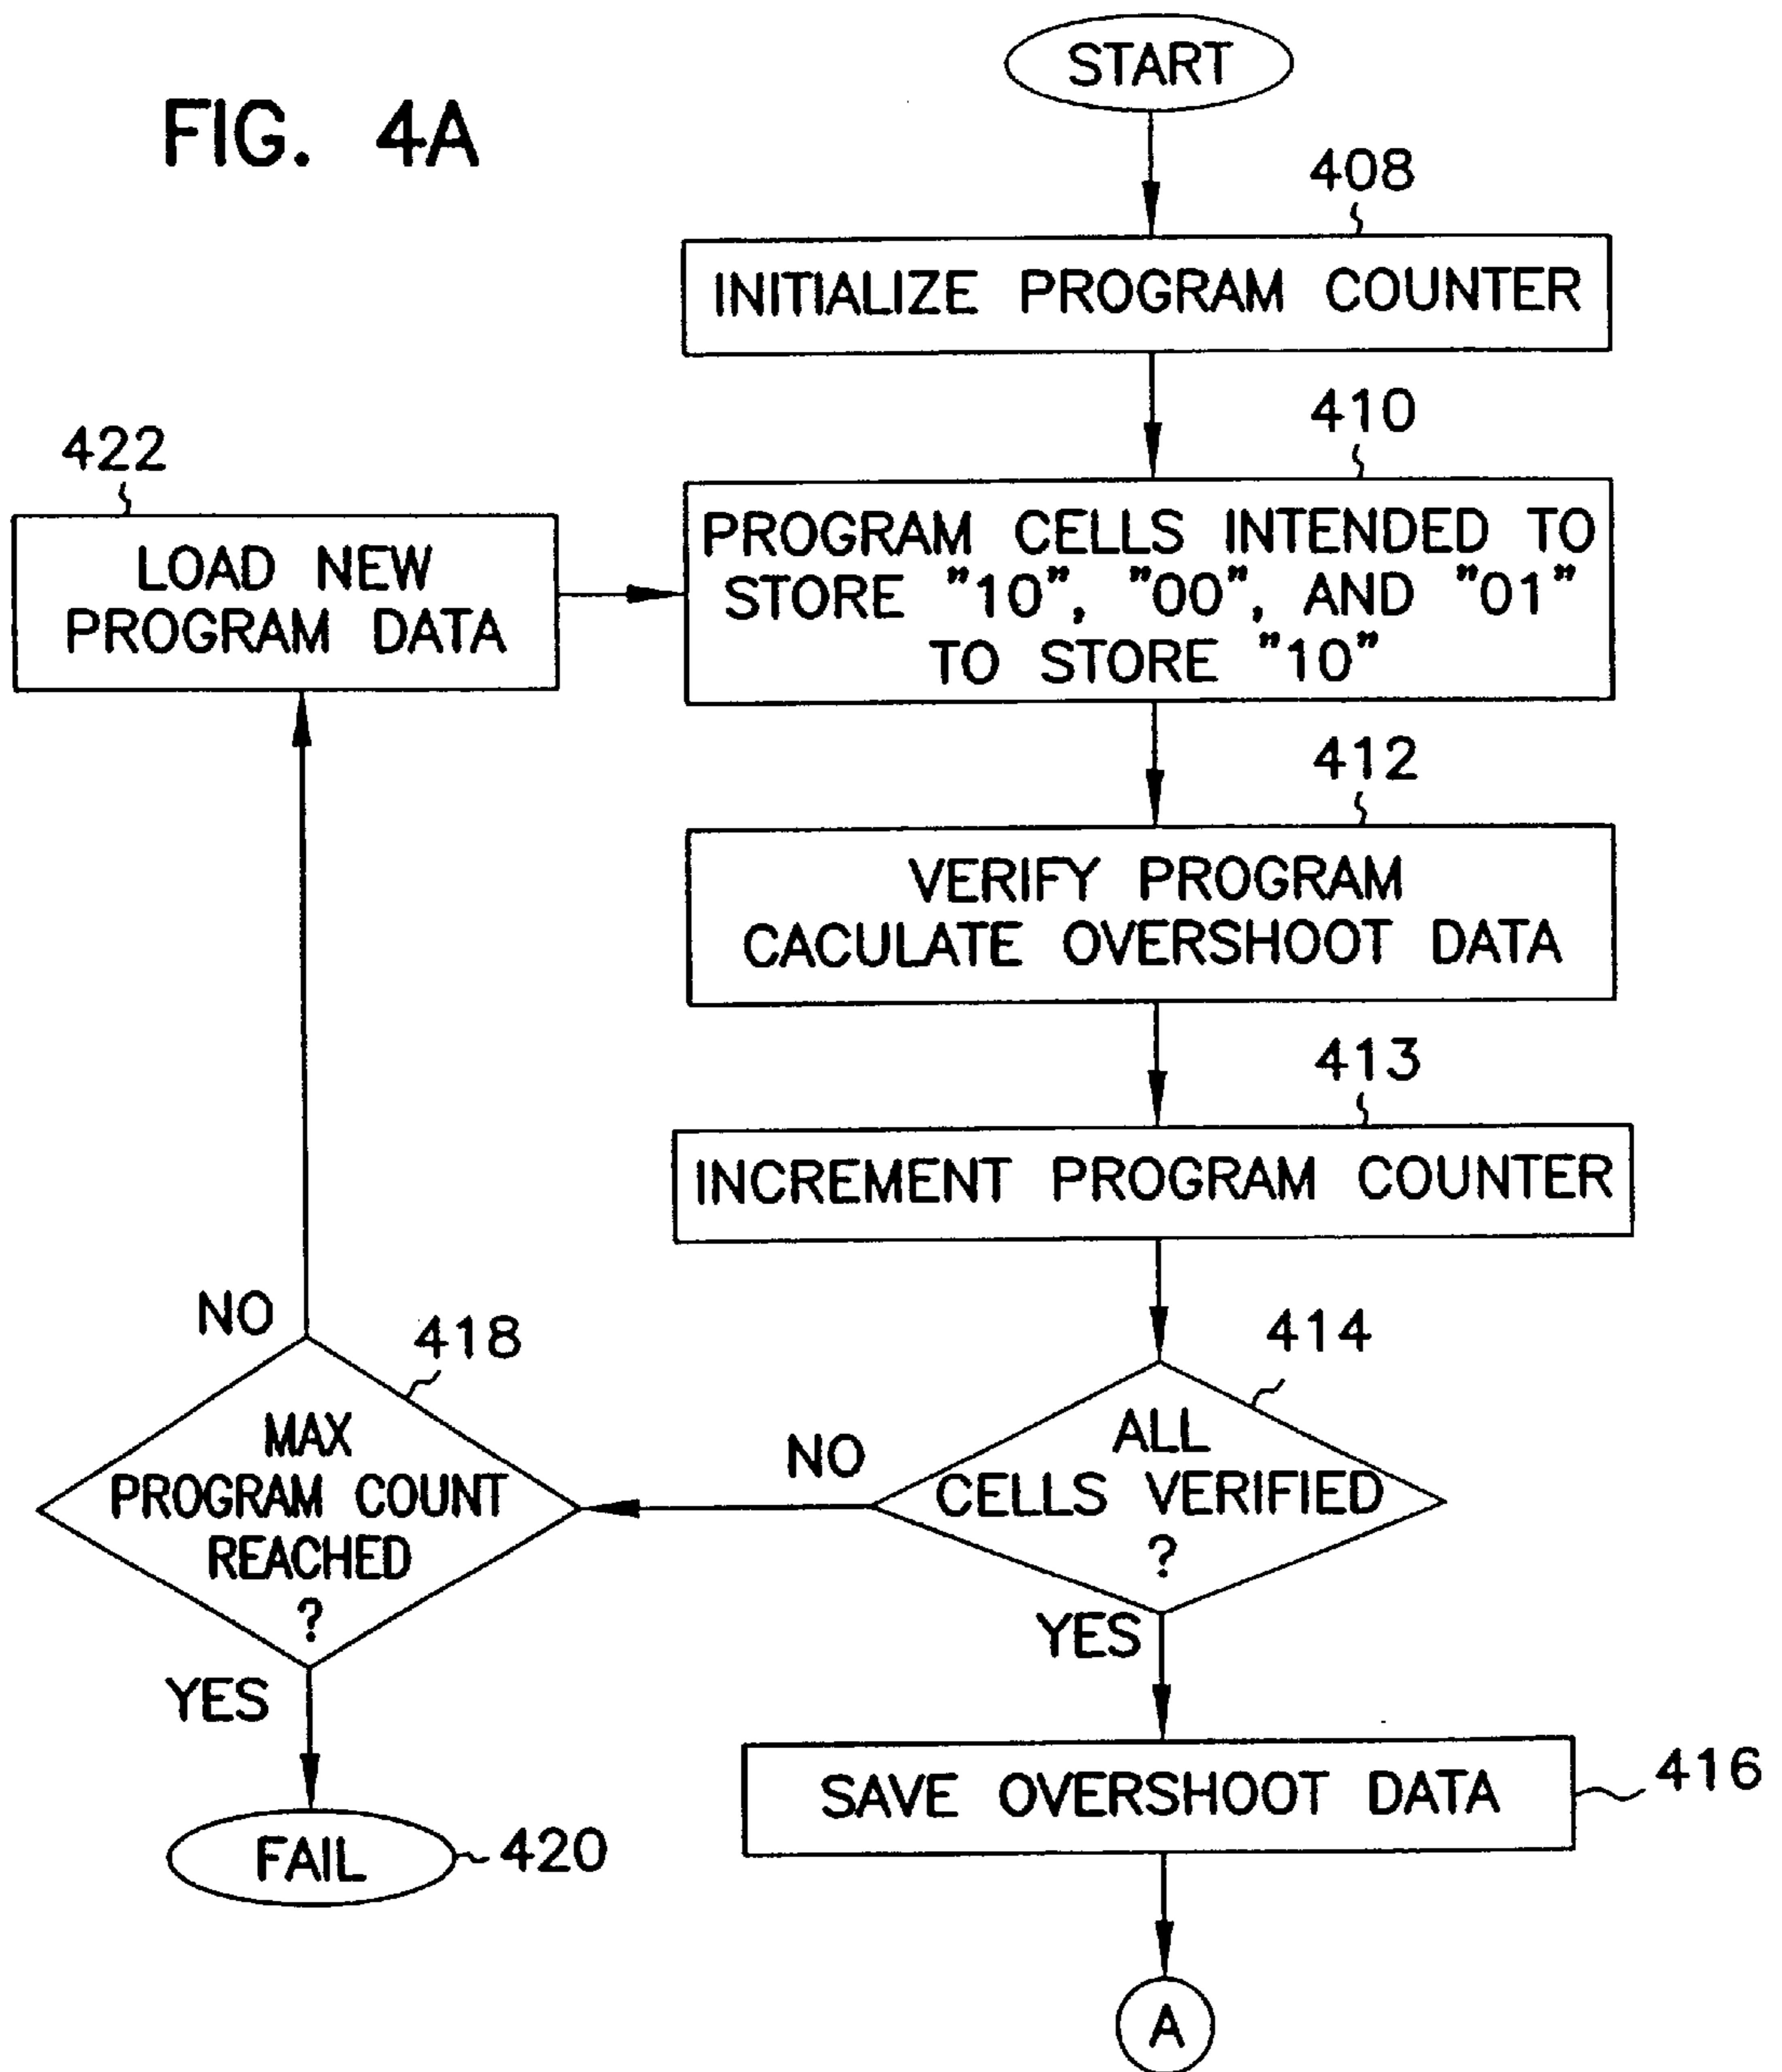 FIG. 4A
START
408
INITIALIZE PROGRAM COUNTER
410
PROGRAM CELLS INTENDED TO
STORE "10", "00", AND "01"
TO STORE "10"
422
LOAD NEW
PROGRAM DATA
412
VERIFY PROGRAM
CACULATE OVERSHOOT DATA
413
INCREMENT PROGRAM COUNTER
414
ALL
CELLS VERIFIED
?
NO
YES
418
MAX
PROGRAM COUNT
REACHED
?
NO
YES
FAIL
420
SAVE OVERSHOOT DATA
416
A